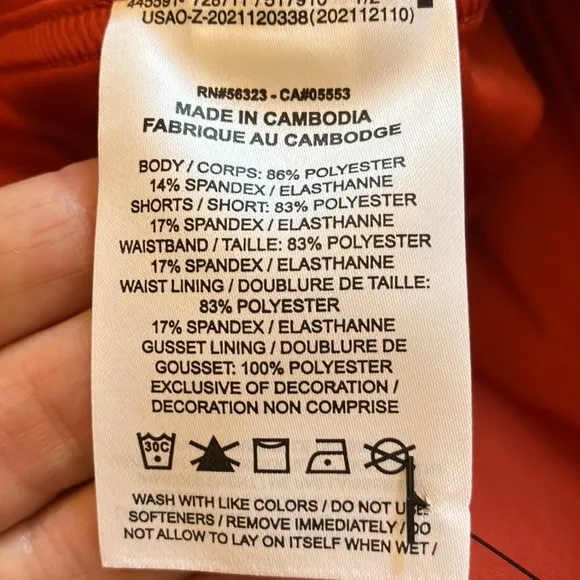 USAO-Z-2021120338(202112110)
RN#56323 - CA#05553
MADE IN CAMBODIA
FABRIQUE AU CAMBODGE
BODY / CORPS: 86% POLYESTER
14% SPANDEX / ELASTHANNE
SHORTS / SHORT: 83% POLYESTER
17% SPANDEX / ELASTHANNE
WAISTBAND / TAILLE: 83% POLYESTER
17% SPANDEX / ELASTHANNE
WAIST LINING / DOUBLURE DE TAILLE:
83% POLYESTER
17% SPANDEX / ELASTHANNE
GUSSET LINING / DOUBLURE DE
GOUSSET: 100% POLYESTER
EXCLUSIVE OF DECORATION /
DECORATION NON COMPRISE
30C
WASH WITH LIKE COLORS / DO NOT USE
SOFTENERS / REMOVE IMMEDIATELY / DO
NOT ALLOW TO LAY ON ITSELF WHEN WET /